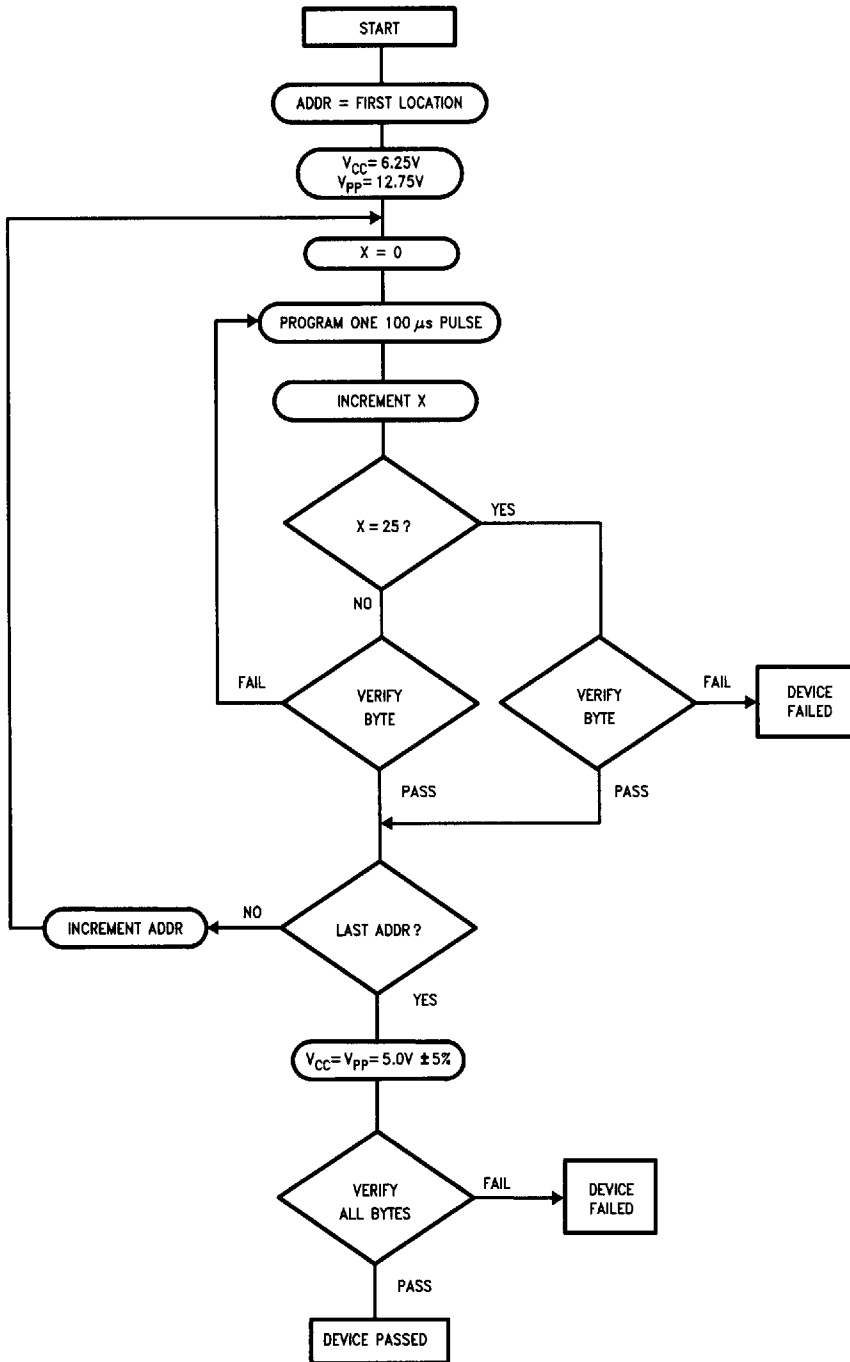 START
ADDR = FIRST LOCATION
VCC= 6.25V
VPP= 12.75V
X = 0
PROGRAM ONE 100 μs PULSE
INCREMENT X
X = 25 ?
YES
NO
FAIL
VERIFY
BYTE
VERIFY
BYTE
FAIL
DEVICE
FAILED
PASS
PASS
INCREMENT ADDR
NO
LAST ADDR ?
YES
VCC= VPP= 5.0V ±5%
VERIFY
ALL BYTES
FAIL
DEVICE
FAILED
PASS
DEVICE PASSED